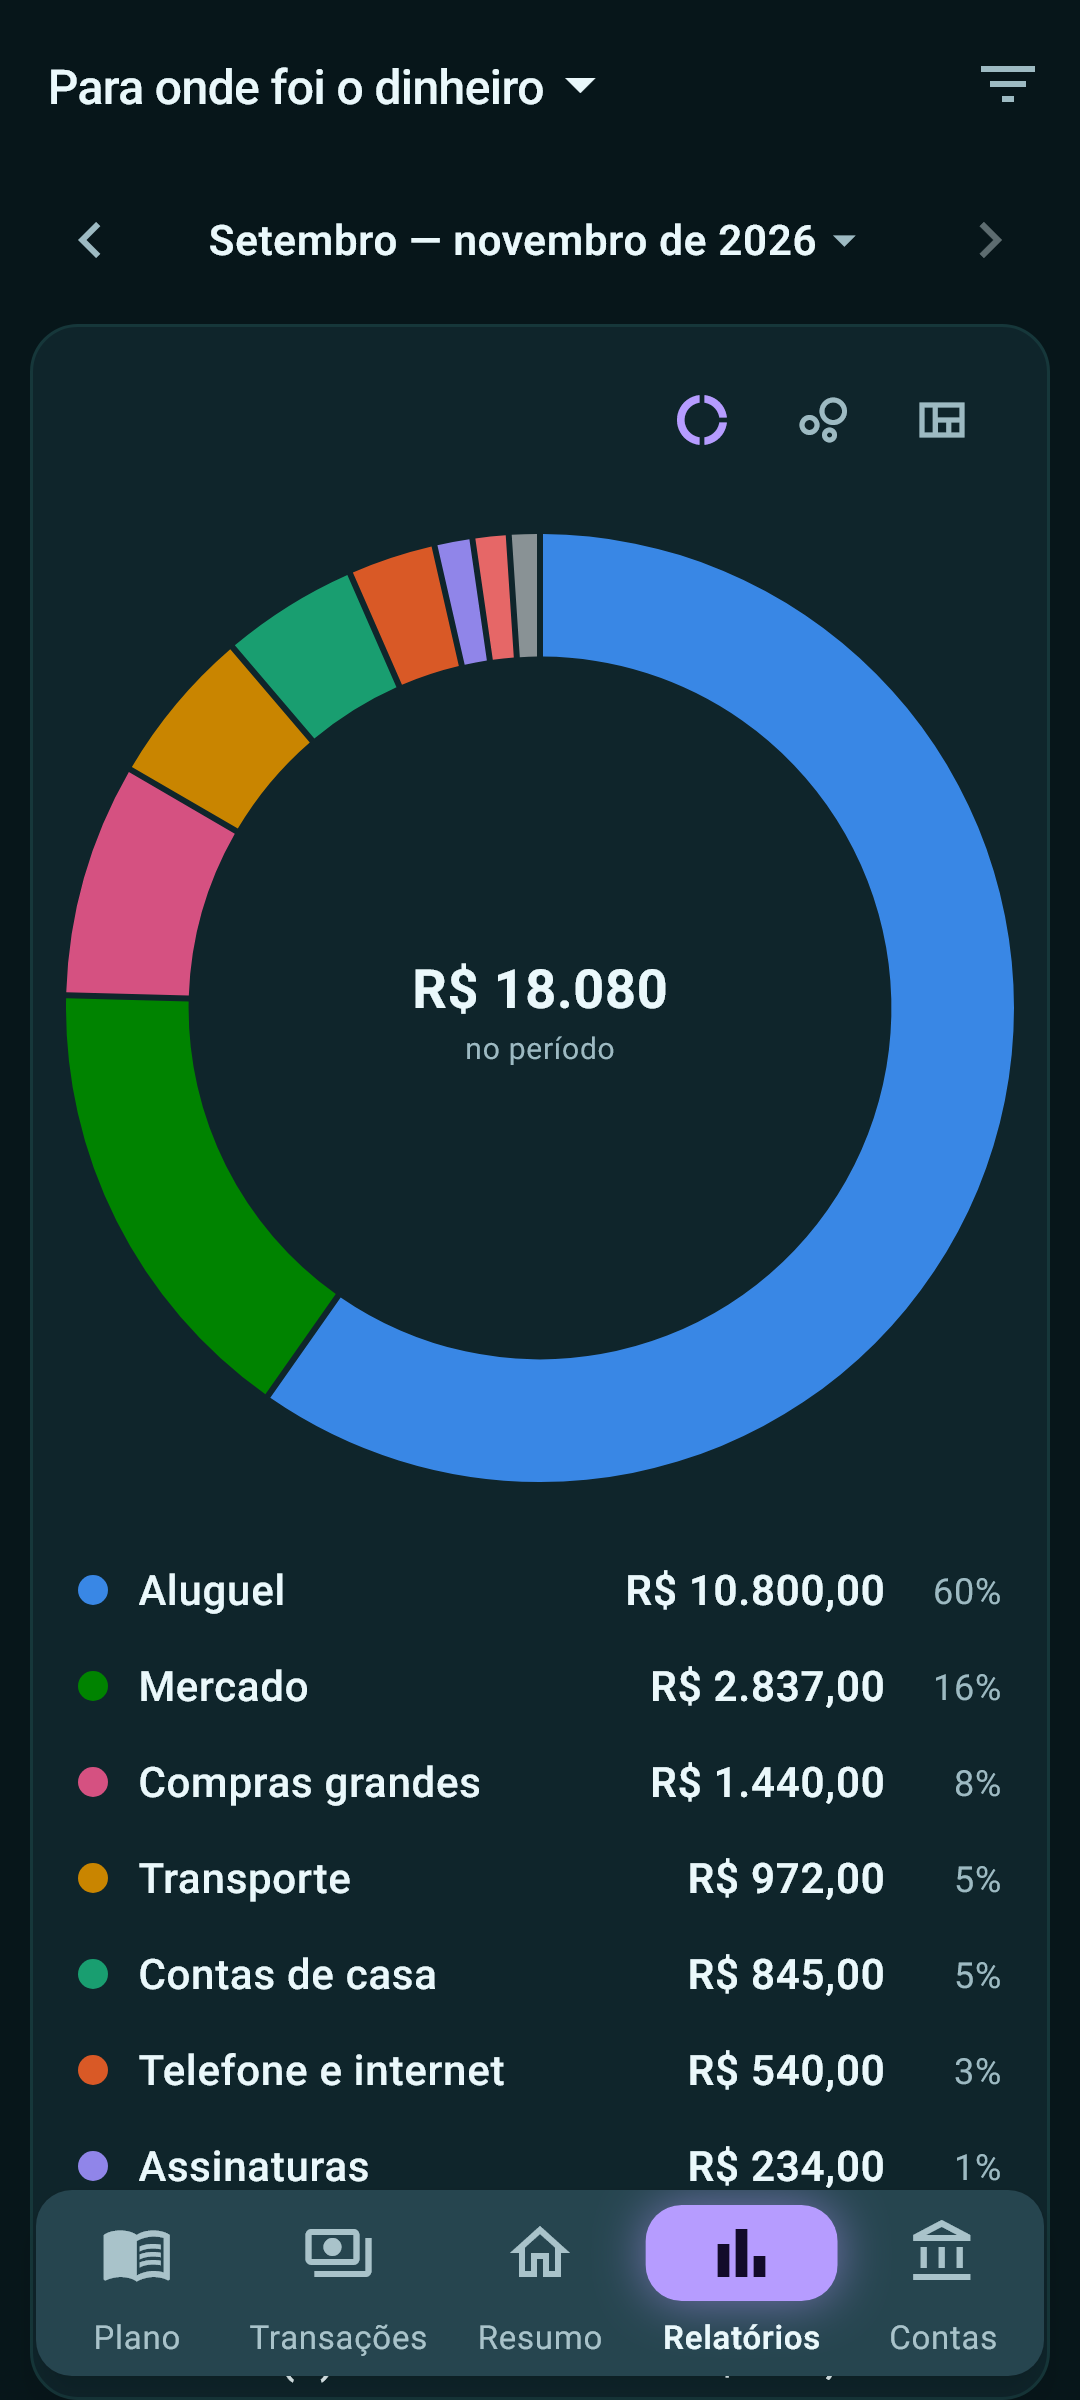 Para onde foi o dinheiro
Setembro — novembro de 2026
R$ 18.080
no período
Aluguel R$ 10.800,00 60%
Mercado R$ 2.837,00 16%
Compras grandes R$ 1.440,00 8%
Transporte R$ 972,00 5%
Contas de casa R$ 845,00 5%
Telefone e internet R$ 540,00 3%
Assinaturas R$ 234,00 1%
Plano Transações Resumo Relatórios Contas